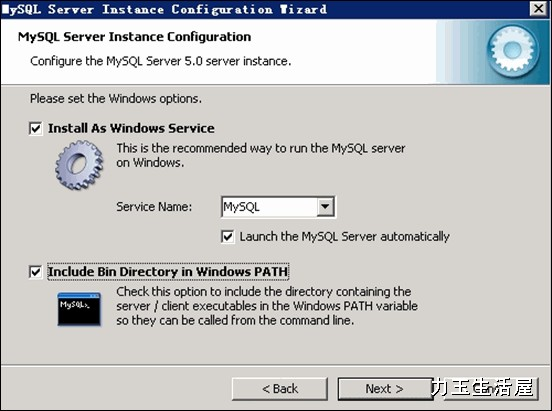 MySQL Server Instance Configuration Wizard
MySQL Server Instance Configuration
Configure the MySQL Server 5.0 server instance.
Please set the Windows options.
Install As Windows Service
This is the recommended way to run the MySQL server
on Windows.
Service Name:
MySQL
Launch the MySQL Server automatically
Include Bin Directory in Windows PATH
MySQL>_
Check this option to include the directory containing the
server / client executables in the Windows PATH variable
so they can be called from the command line.
< Back
Next >
力玉生活屋